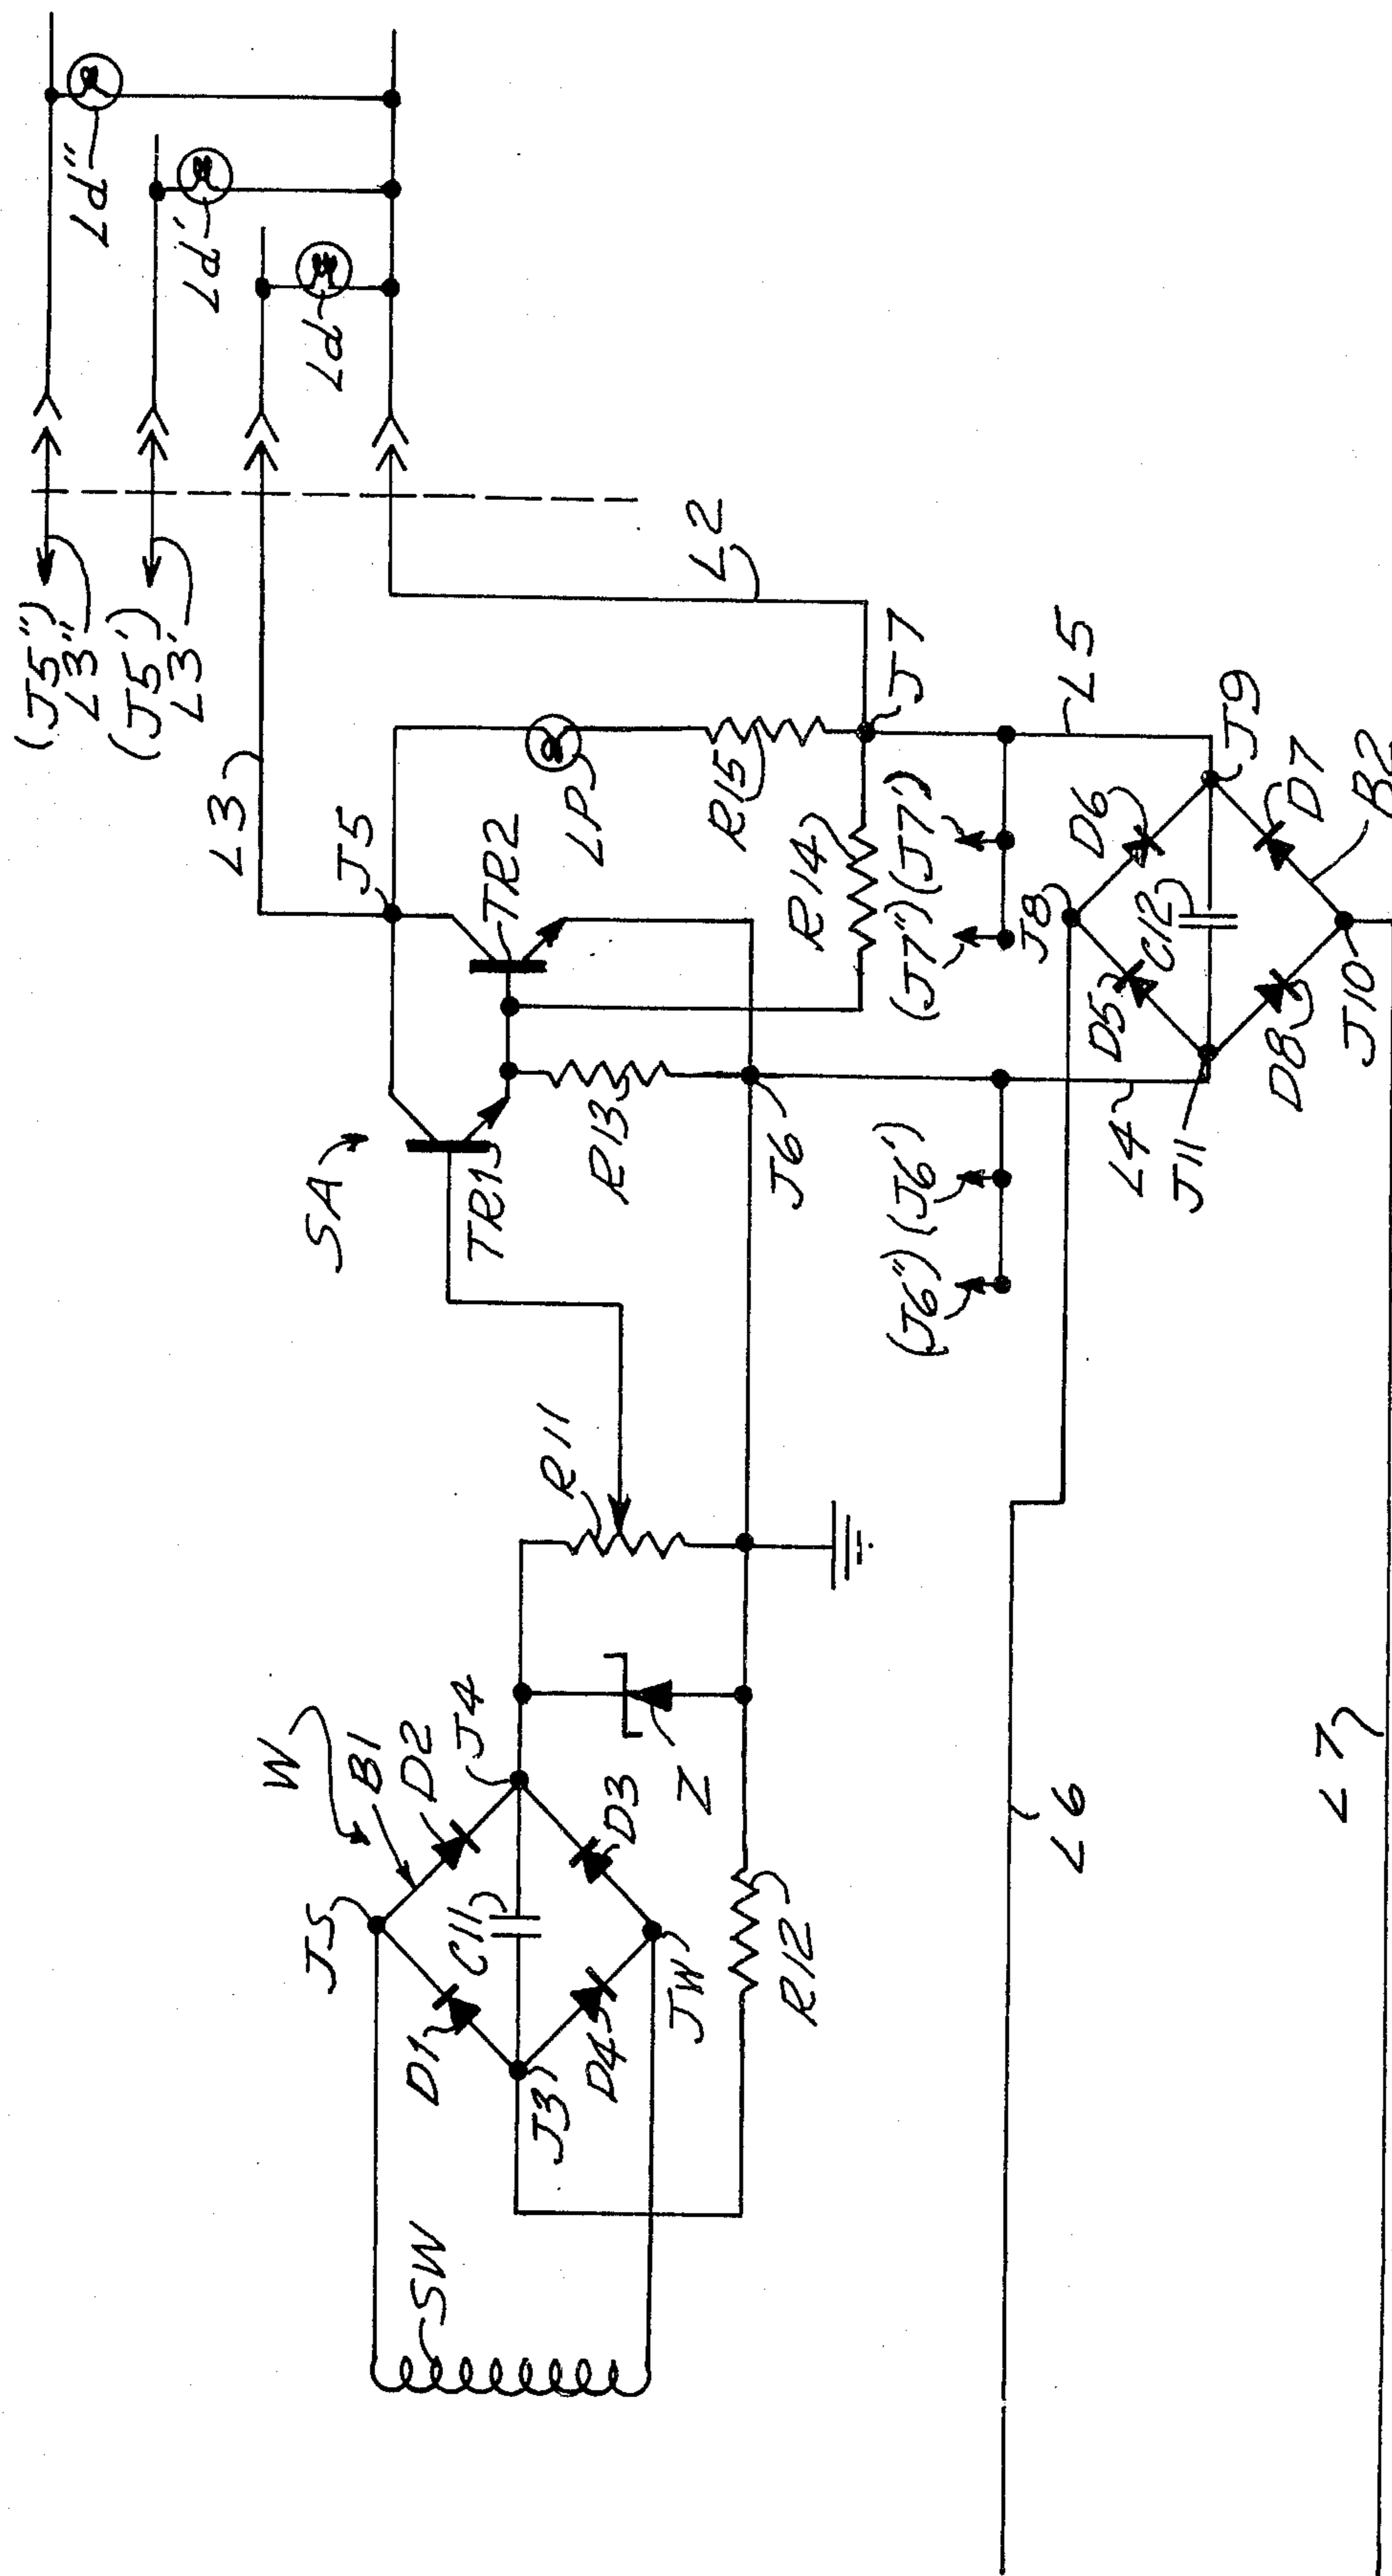 (J5")
L3"
(J5')
L3'
Ld"
Ld'
Ld
L3
L2
J5
SA
TR1
TR2
LP
R15
R13
R14
J7
J6
(J7")(J7')
(J6")(J6')
L5
L4
J8
D6
J9
D5
C12
D7
B2
D8
J10
J11
R11
W
B1
D2
J4
JS
C11
D3
Z
D1
J3
D4
JW
R12
SW
L6
L7